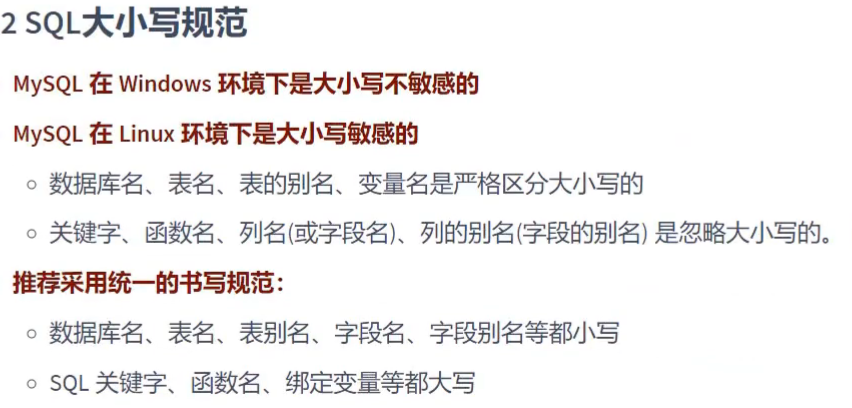 2 SQL大小写规范
MySQL 在 Windows 环境下是大小写不敏感的
MySQL 在 Linux 环境下是大小写敏感的
数据库名、表名、表的别名、变量名是严格区分大小写的
关键字、函数名、列名(或字段名)、列的别名(字段的别名) 是忽略大小写的。
推荐采用统一的书写规范：
数据库名、表名、表别名、字段名、字段别名等都小写
SQL 关键字、函数名、绑定变量等都大写